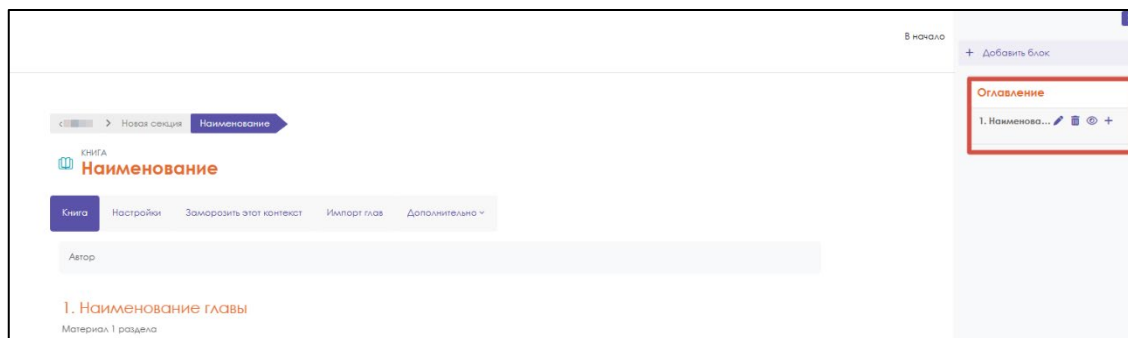 В начало
+ Добавить блок
Оглавление
1. Наименова...
Новая секция
Наименование
КНИГА
Наименование
Книга
Настройки
Заморозить этот контекст
Импорт глав
Дополнительно
Автор
1. Наименование главы
Материал 1 раздела